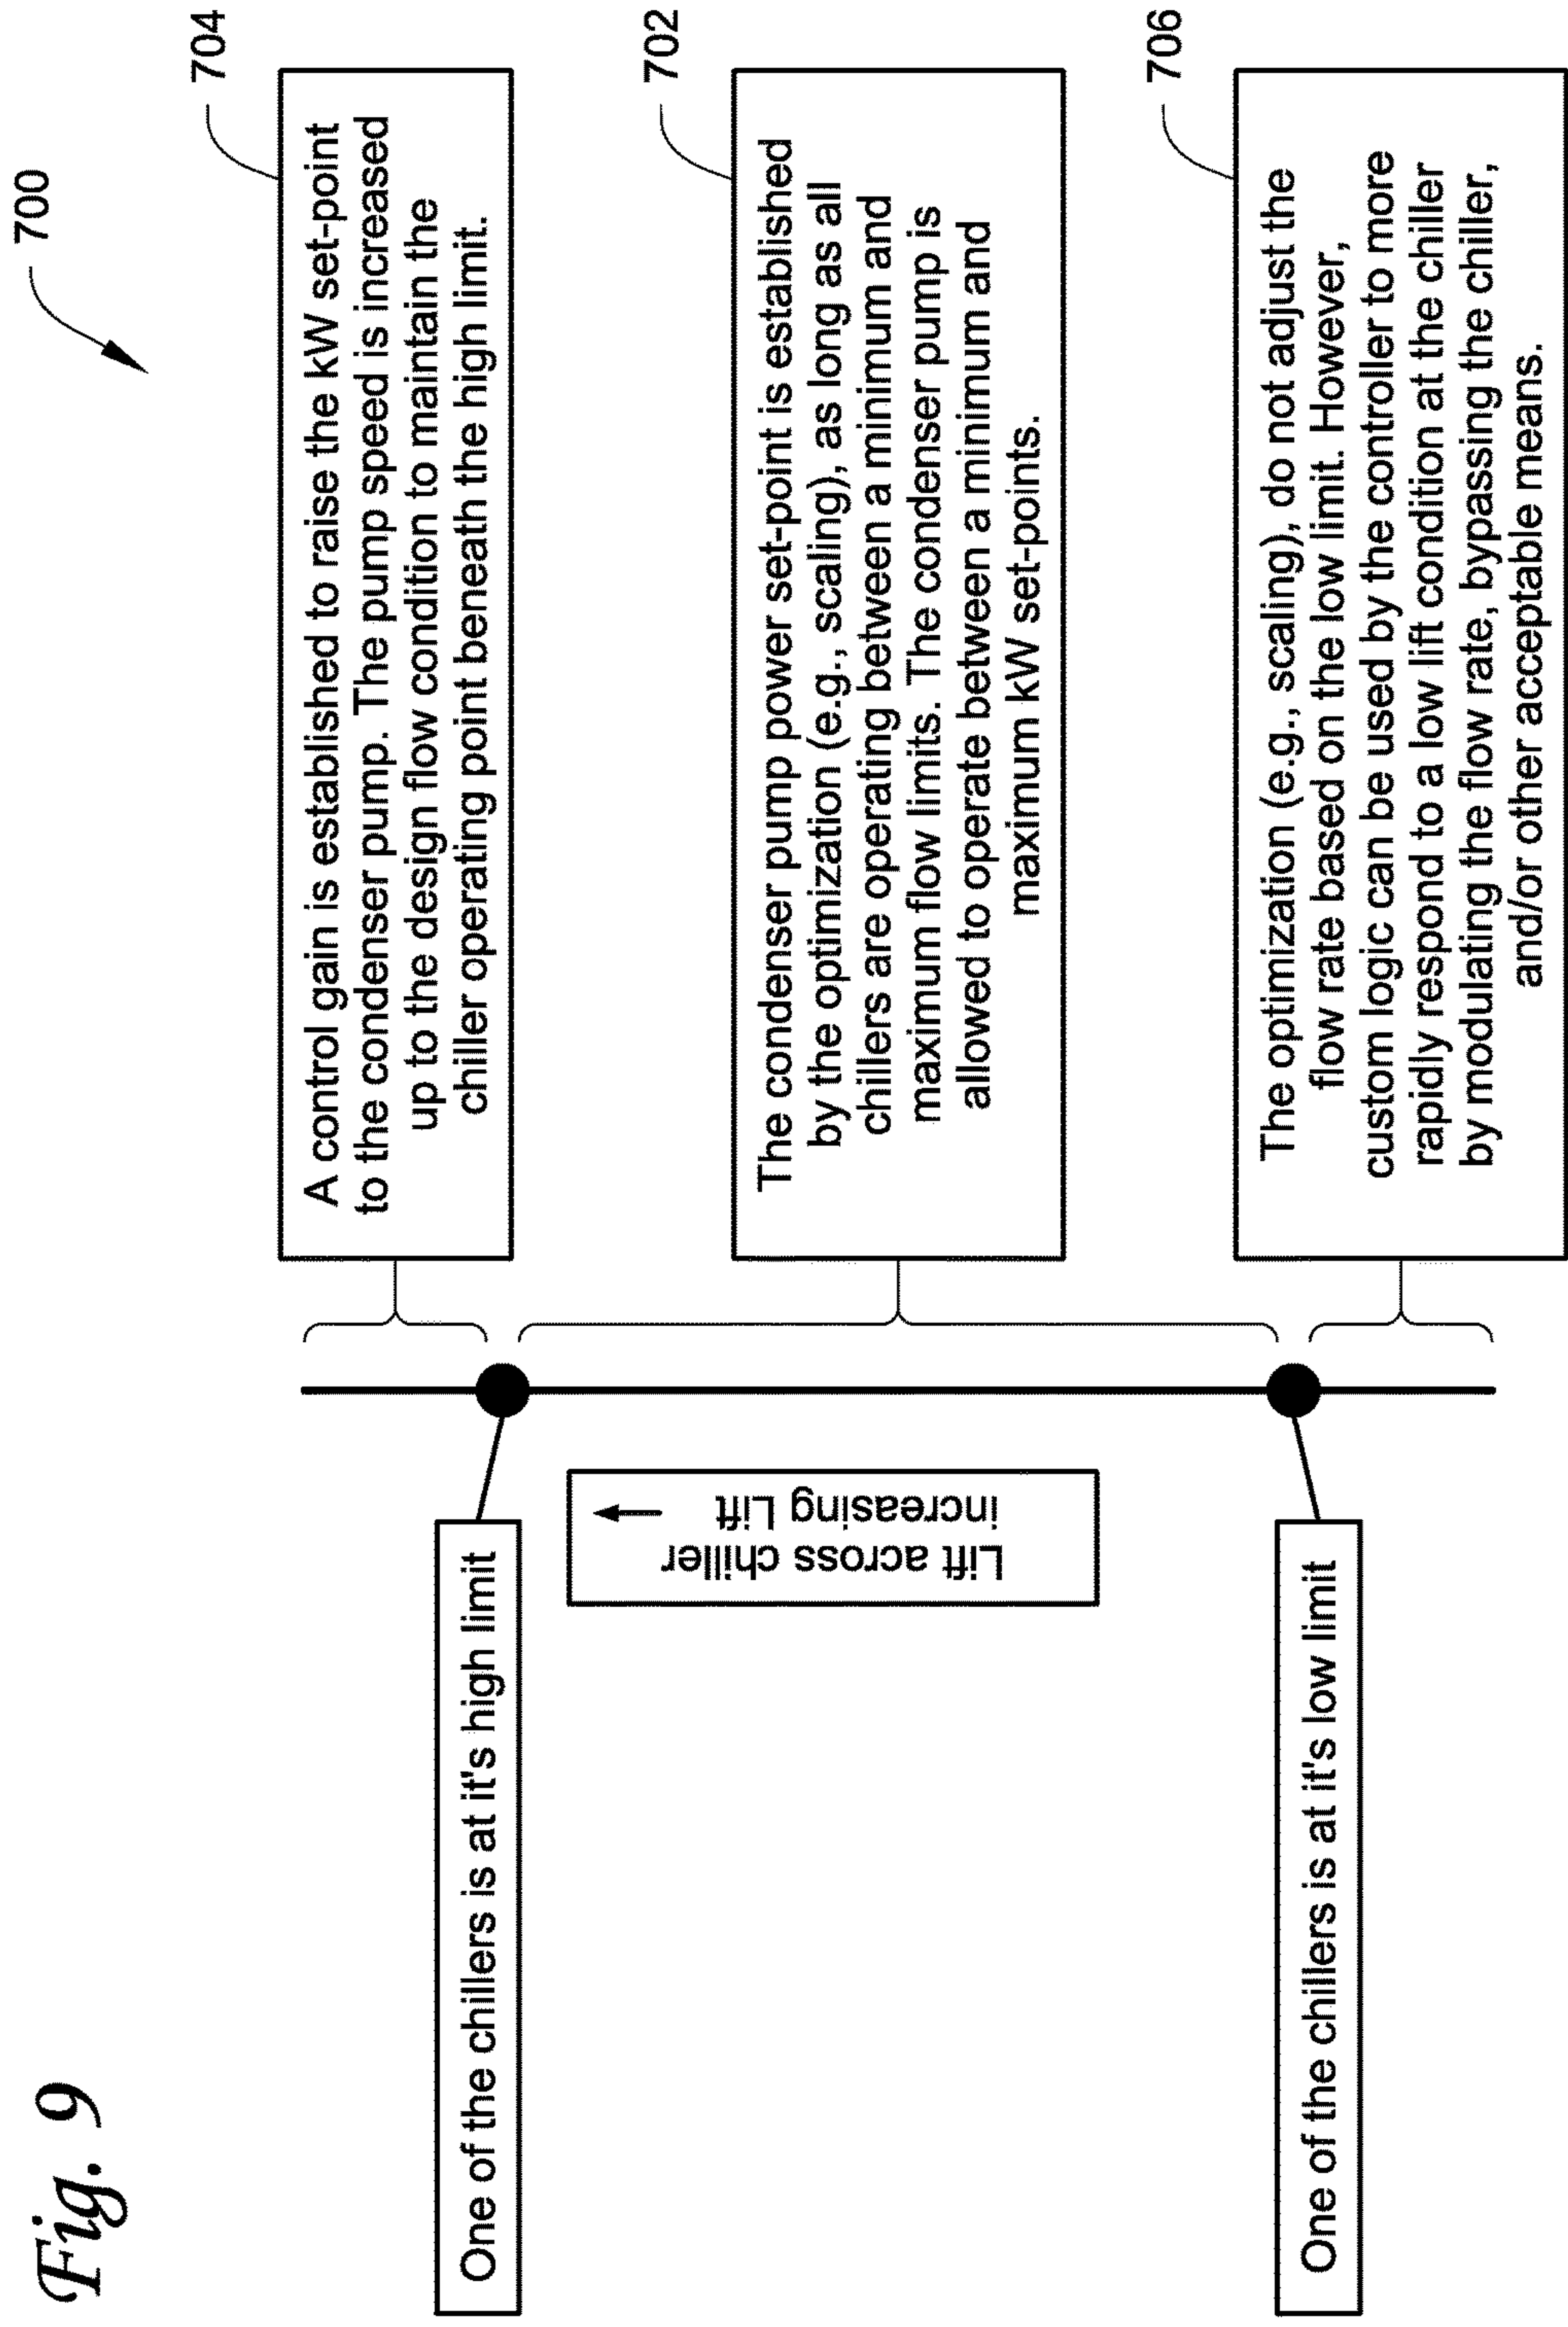 Fig. 9
700
704
A control gain is established to raise the kW set-point
to the condenser pump. The pump speed is increased
up to the design flow condition to maintain the
chiller operating point beneath the high limit.
One of the chillers is at it's high limit
Lift across chiller
increasing Lift
702
The condenser pump power set-point is established
by the optimization (e.g., scaling), as long as all
chillers are operating between a minimum and
maximum flow limits. The condenser pump is
allowed to operate between a minimum and
maximum kW set-points.
One of the chillers is at it's low limit
706
The optimization (e.g., scaling), do not adjust the
flow rate based on the low limit. However,
custom logic can be used by the controller to more
rapidly respond to a low lift condition at the chiller
by modulating the flow rate, bypassing the chiller,
and/or other acceptable means.